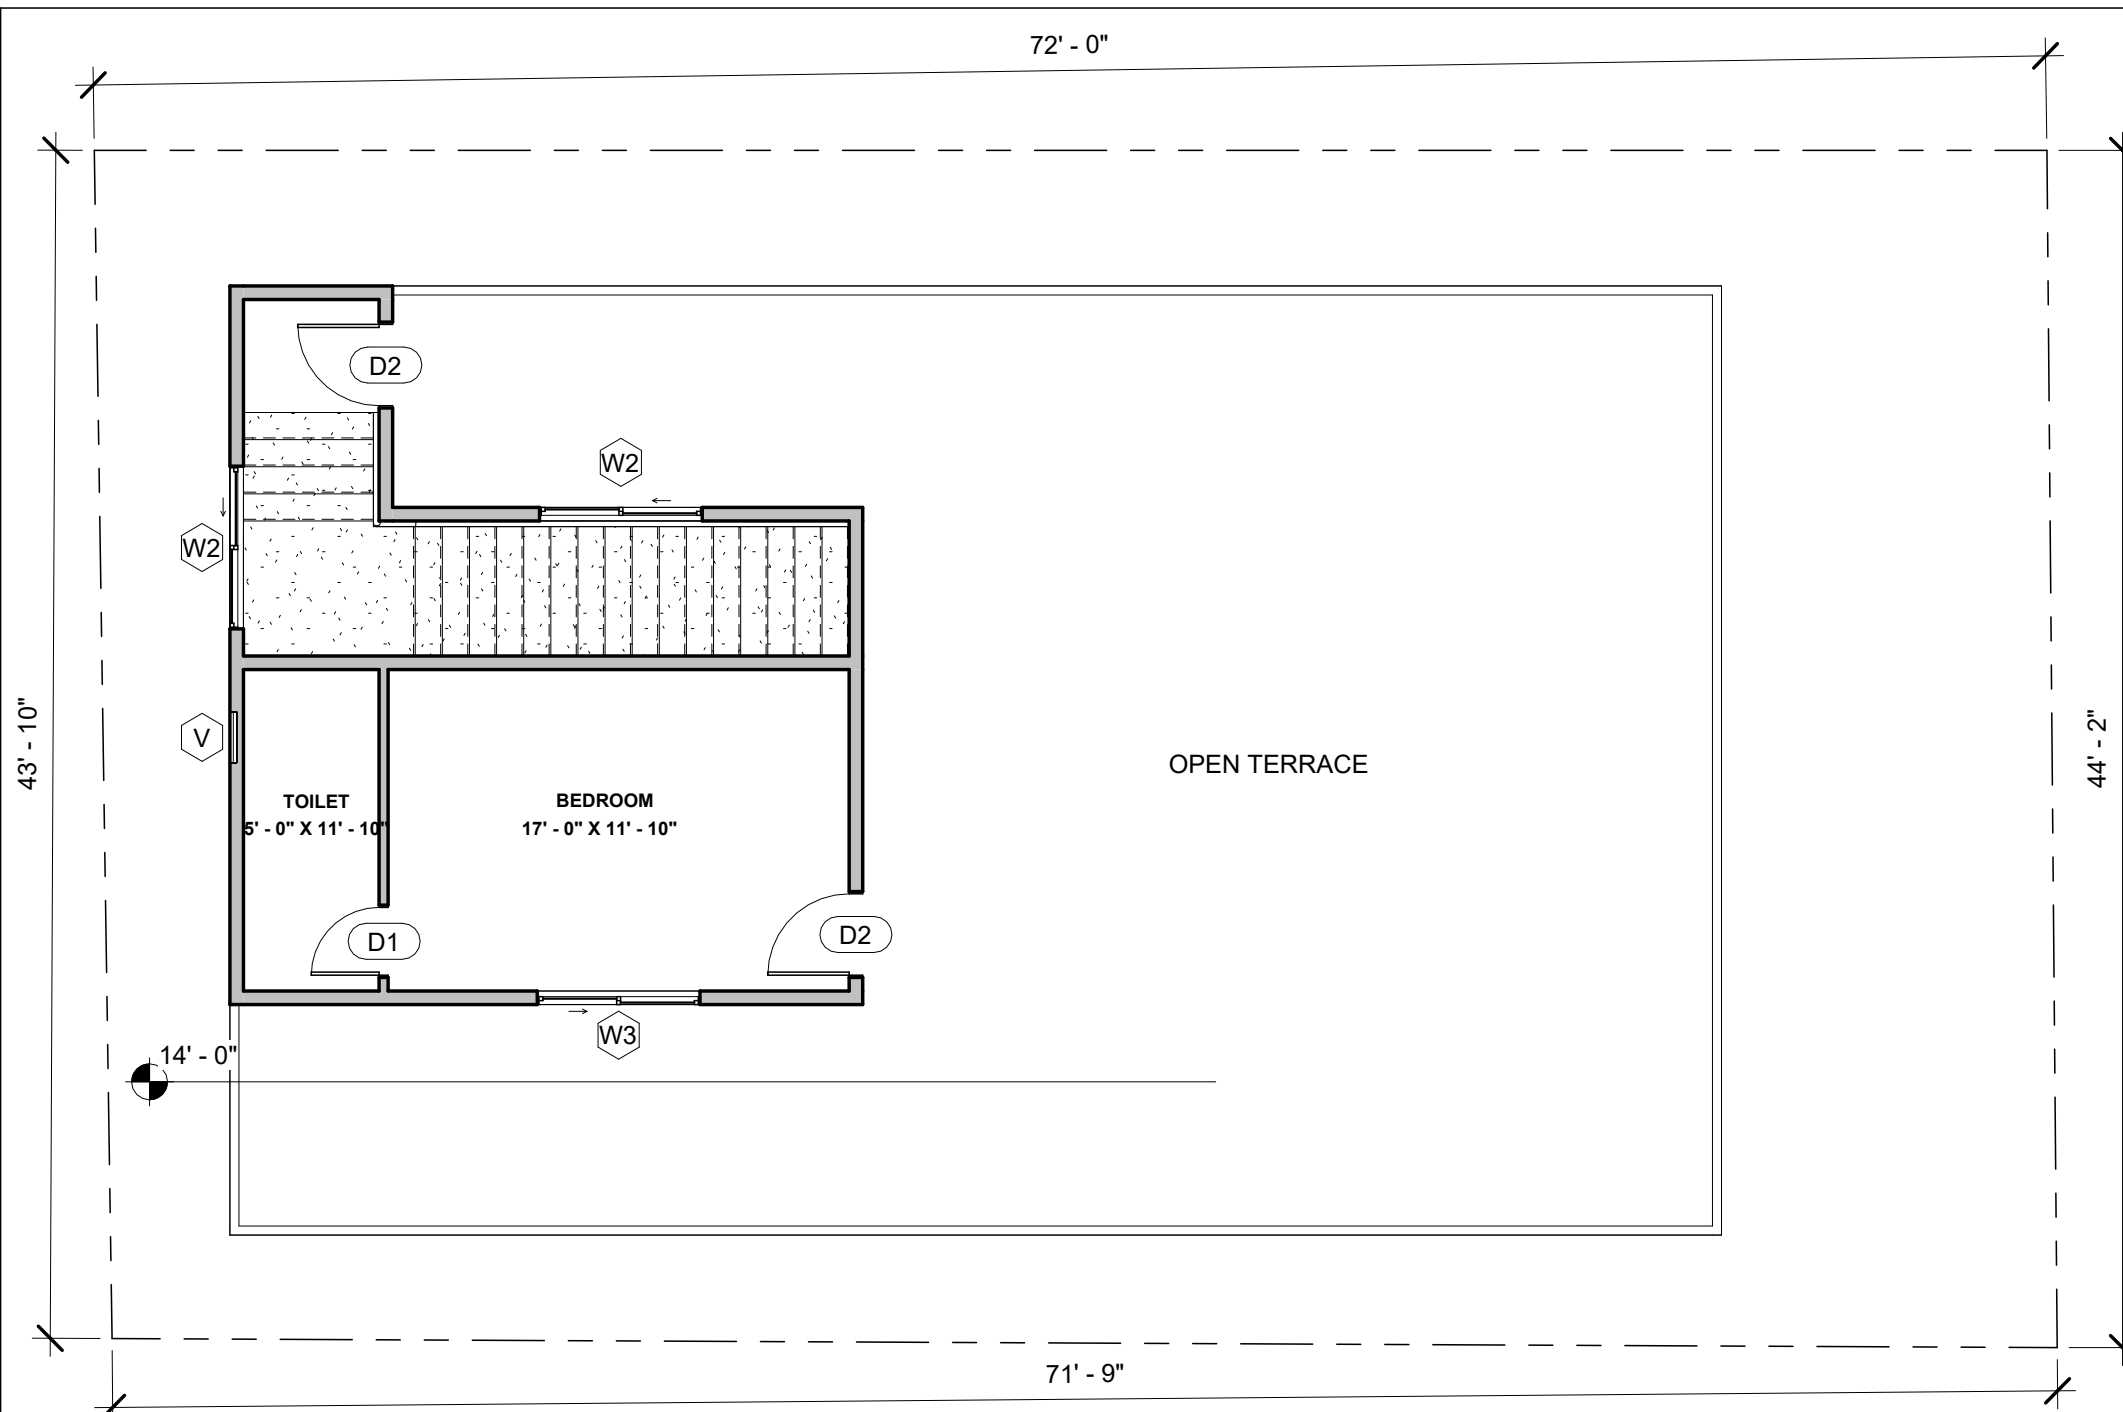 72' - 0"
D2
W2
W2
43' - 10"
V
OPEN TERRACE
44' - 2"
TOILET
5' - 0" X 11' - 10"
BEDROOM
17' - 0" X 11' - 10"
D1
D2
W3
14' - 0"
71' - 9"